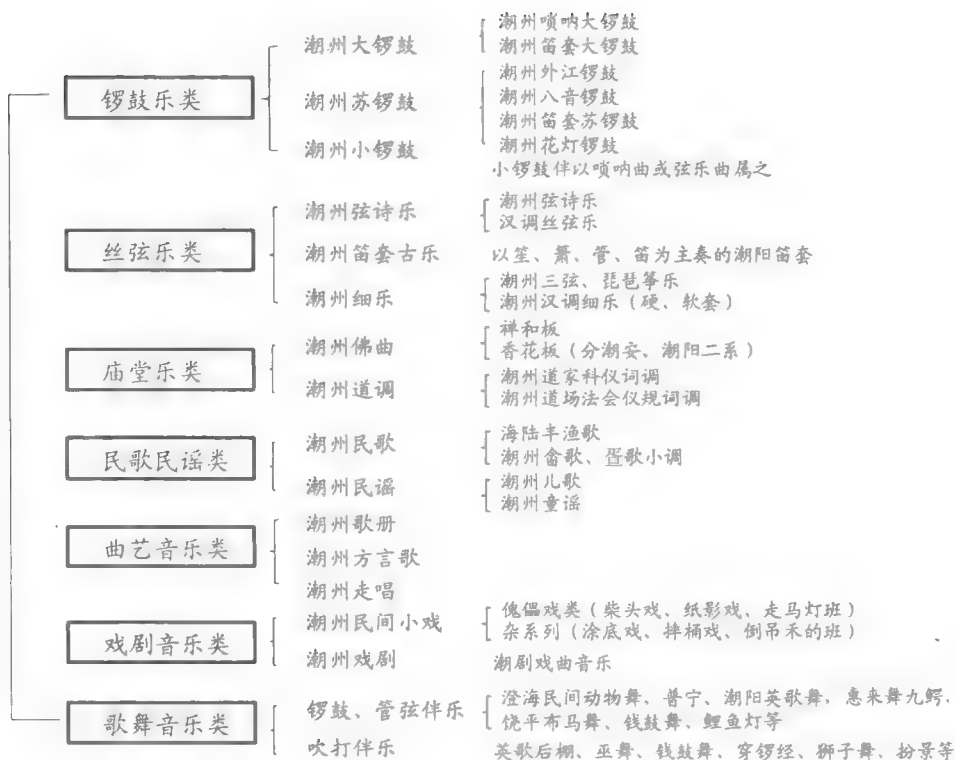 锣鼓乐类
潮州大锣鼓
潮州唢呐大锣鼓
潮州笛套大锣鼓
潮州苏锣鼓
潮州外江锣鼓
潮州八音锣鼓
潮州笛套苏锣鼓
潮州花灯锣鼓
潮州小锣鼓
小锣鼓伴以唢呐曲或弦乐曲属之
丝弦乐类
潮州弦诗乐
潮州弦诗乐
汉调丝弦乐
潮州笛套古乐
以笙、箫、管、笛为主奏的潮阳笛套
潮州细乐
潮州三弦、琵琶筝乐
潮州汉调细乐（硬、软套）
庙堂乐类
潮州佛曲
禅和板
香花板（分潮安、潮阳二系）
潮州道调
潮州道家科仪词调
潮州道场法会仪规词调
民歌民谣类
潮州民歌
海陆丰渔歌
潮州畲歌、疍歌小调
潮州民谣
潮州儿歌
潮州童谣
曲艺音乐类
潮州歌册
潮州方言歌
潮州走唱
戏剧音乐类
潮州民间小戏
傀儡戏类（柴头戏、纸影戏、走马灯班）
杂系列（涂底戏、摔桶戏、倒吊禾的班）
潮州戏剧
潮剧戏曲音乐
歌舞音乐类
锣鼓、管弦伴乐
澄海民间动物舞、普宁、潮阳英歌舞，惠来舞九鳄，
饶平布马舞、钱鼓舞、鲤鱼灯等
吹打伴乐
英歌后棚、巫舞、钱鼓舞、穿锣经、狮子舞、扮景等